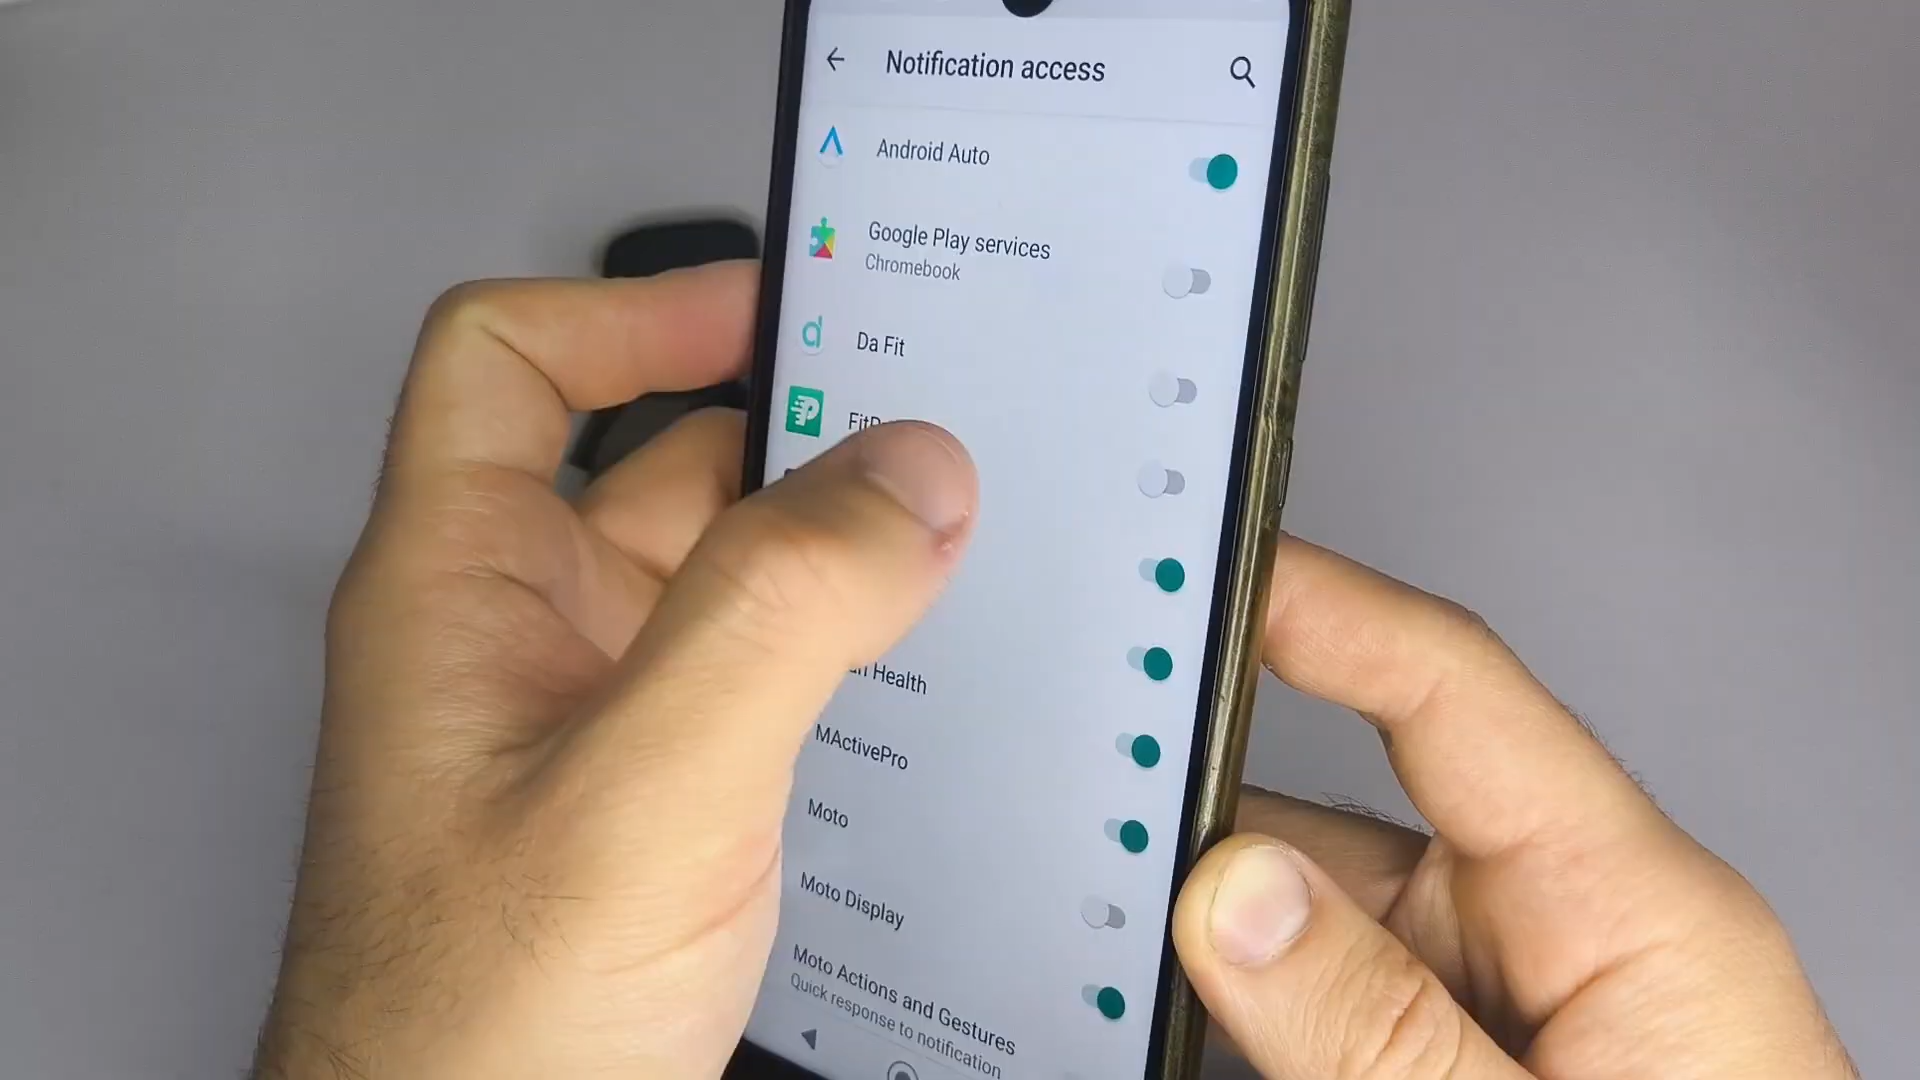 Notification access
Android Auto
Google Play services
Chromebook
Da Fit
Health
MActivePro
Moto
Moto Display
Moto Actions and Gestures
Quick response to notification